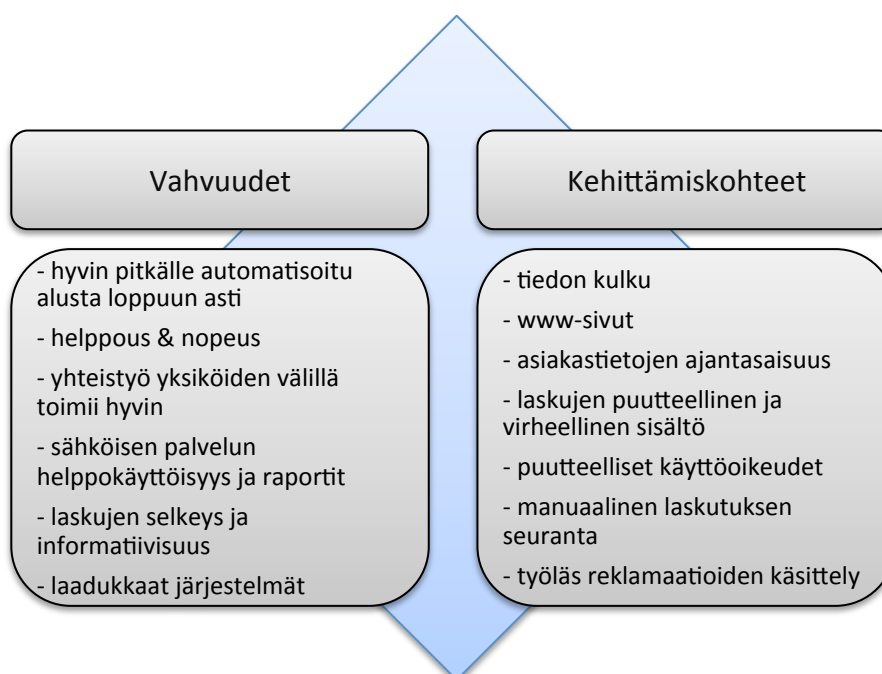 Vahvuudet
- hyvin pitkälle automatisoitu
alusta loppuun asti
- helppous & nopeus
- yhteistyö yksiköiden välillä
toimii hyvin
- sähköisen palvelun
helppokäyttöisyys ja raportit
- laskujen selkeys ja
informatiivisuus
- laadukkaat järjestelmät
Kehittämiskohteet
- tiedon kulku
- www-sivut
- asiakastietojen ajantasaisuus
- laskujen puutteellinen ja
virheellinen sisältö
- puutteelliset käyttöoikeudet
- manuaalinen laskutuksen
seuranta
- työläs reklamaatioiden käsittely